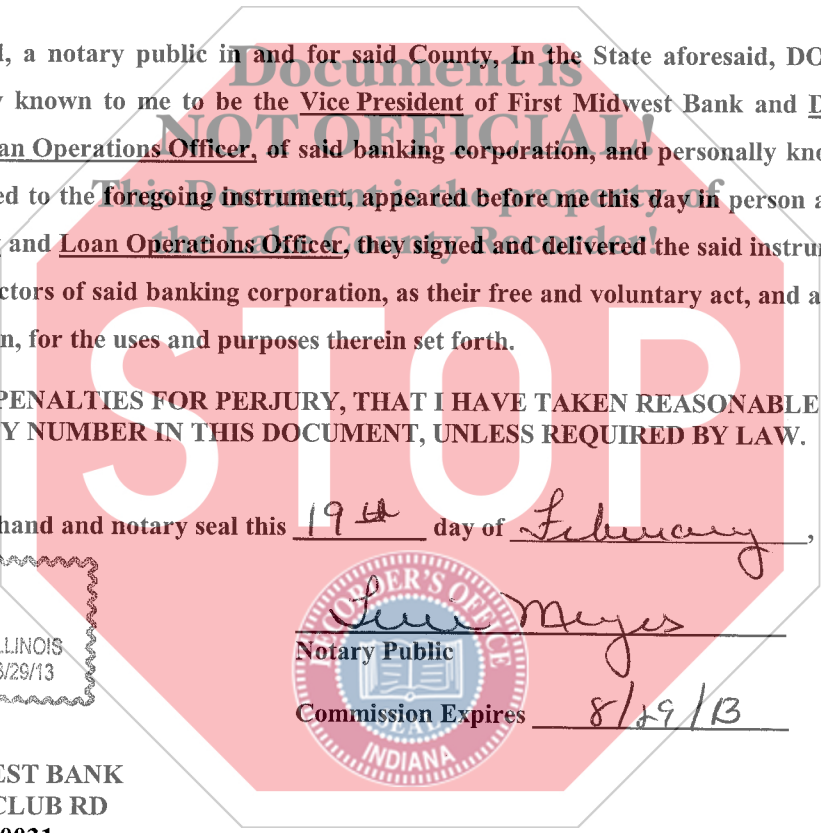 , a notary public in and for said County, In the State aforesaid, DO
known to me to be the Vice President of First Midwest Bank and D
an Operations Officer, of said banking corporation, and personally kno
ed to the foregoing instrument, appeared before me this day in person a
and Loan Operations Officer, they signed and delivered the said instru
ctors of said banking corporation, as their free and voluntary act, and a
n, for the uses and purposes therein set forth.
Document is
NOT OFFICIAL!
This Document is the property of
the Lake County Recorder!
STOP
PENALTIES FOR PERJURY, THAT I HAVE TAKEN REASONABLE
Y NUMBER IN THIS DOCUMENT, UNLESS REQUIRED BY LAW.
hand and notary seal this 19th day of February,
LLINOIS
8/29/13
Meyes
Notary Public
Commission Expires 8/29/13
RECORDER'S OFFICE
SEAL
INDIANA
EST BANK
CLUB RD
0031